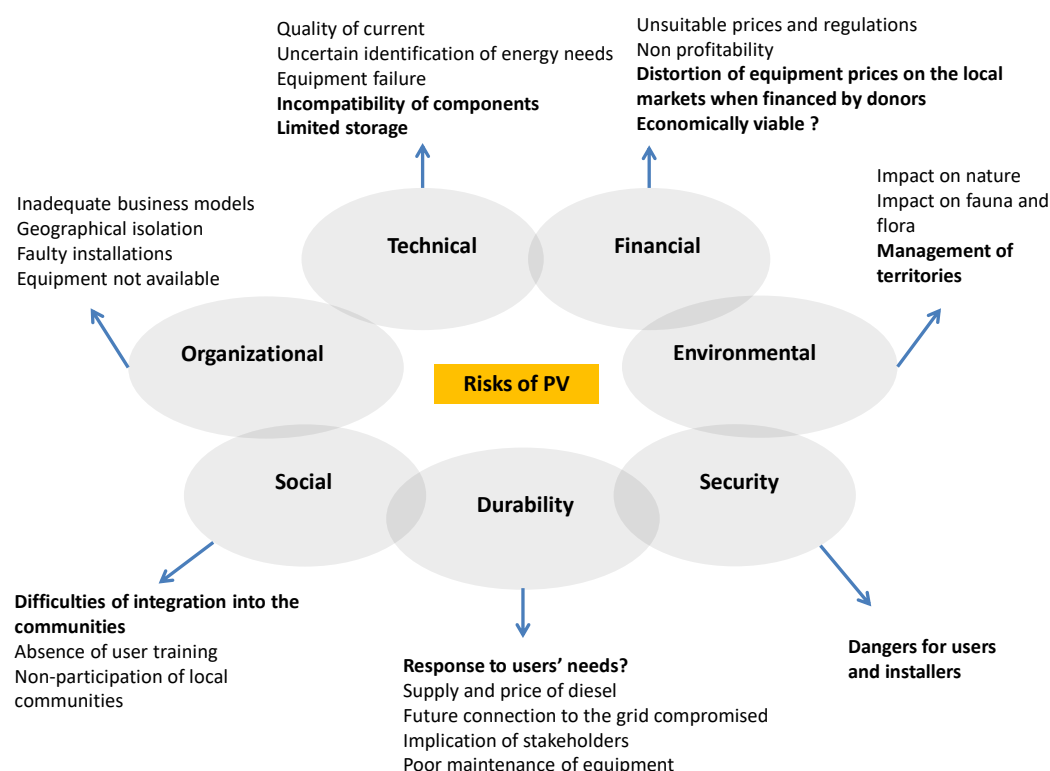 Quality of current
Uncertain identification of energy needs
Equipment failure
Incompatibility of components
Limited storage
Unsuitable prices and regulations
Non profitability
Distortion of equipment prices on the local
markets when financed by donors
Economically viable ?
Impact on nature
Impact on fauna and
flora
Management of
territories
Inadequate business models
Geographical isolation
Faulty installations
Equipment not available
Technical
Financial
Organizational
Environmental
Risks of PV
Social
Durability
Security
Difficulties of integration into the
communities
Absence of user training
Non-participation of local
communities
Response to users’ needs?
Supply and price of diesel
Future connection to the grid compromised
Implication of stakeholders
Poor maintenance of equipment
Dangers for users
and installers